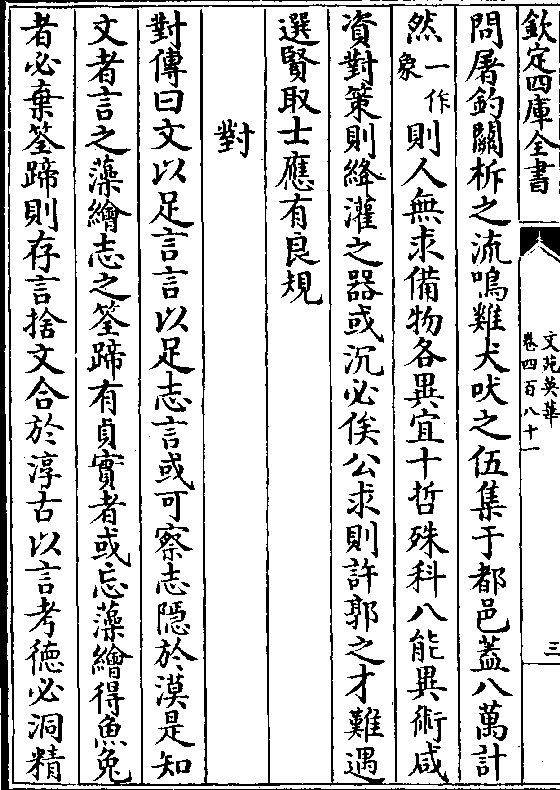 欽定四庫全書
文苑英華
卷四百八十一
三
問屠釣關柝之流鳴雞犬吠之伍集于都邑蓋八萬計
然一作象則人無求備物各異宜十哲殊科八能異術咸
資對策則絳灌之器或沉必俟公求則許郭之才難遇
選賢取士應有良規
對
對傳曰文以足言言以足志言或可察志隱於漠是知
文者言之藻繪志之筌蹄有貞實者或忘藻繪得魚兔
者必棄筌蹄則存言捨文合於淳古以言考徳必洞精